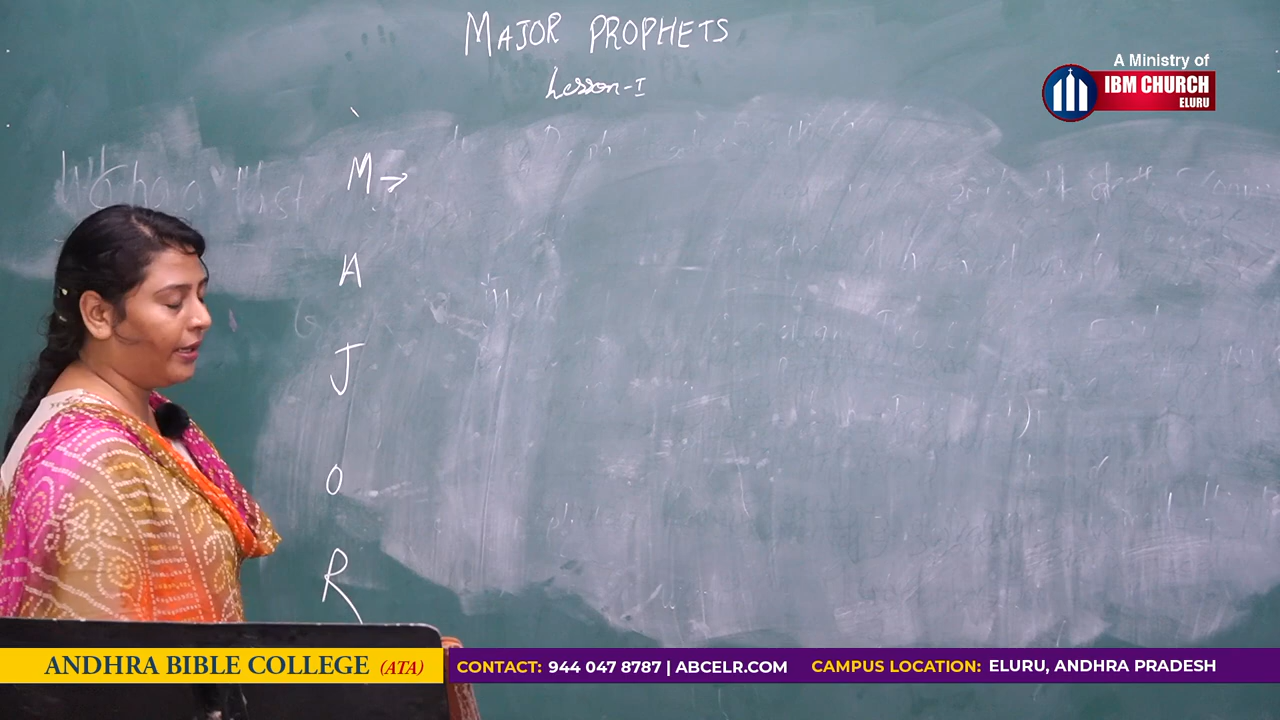 MAJOR PROPHETS
Lesson-I
A Ministry of
IBM CHURCH
ELURU
M→
A
J
O
R
ANDHRA BIBLE COLLEGE (ATA)
CONTACT: 944 047 8787 | ABCELR.COM
CAMPUS LOCATION: ELURU, ANDHRA PRADESH